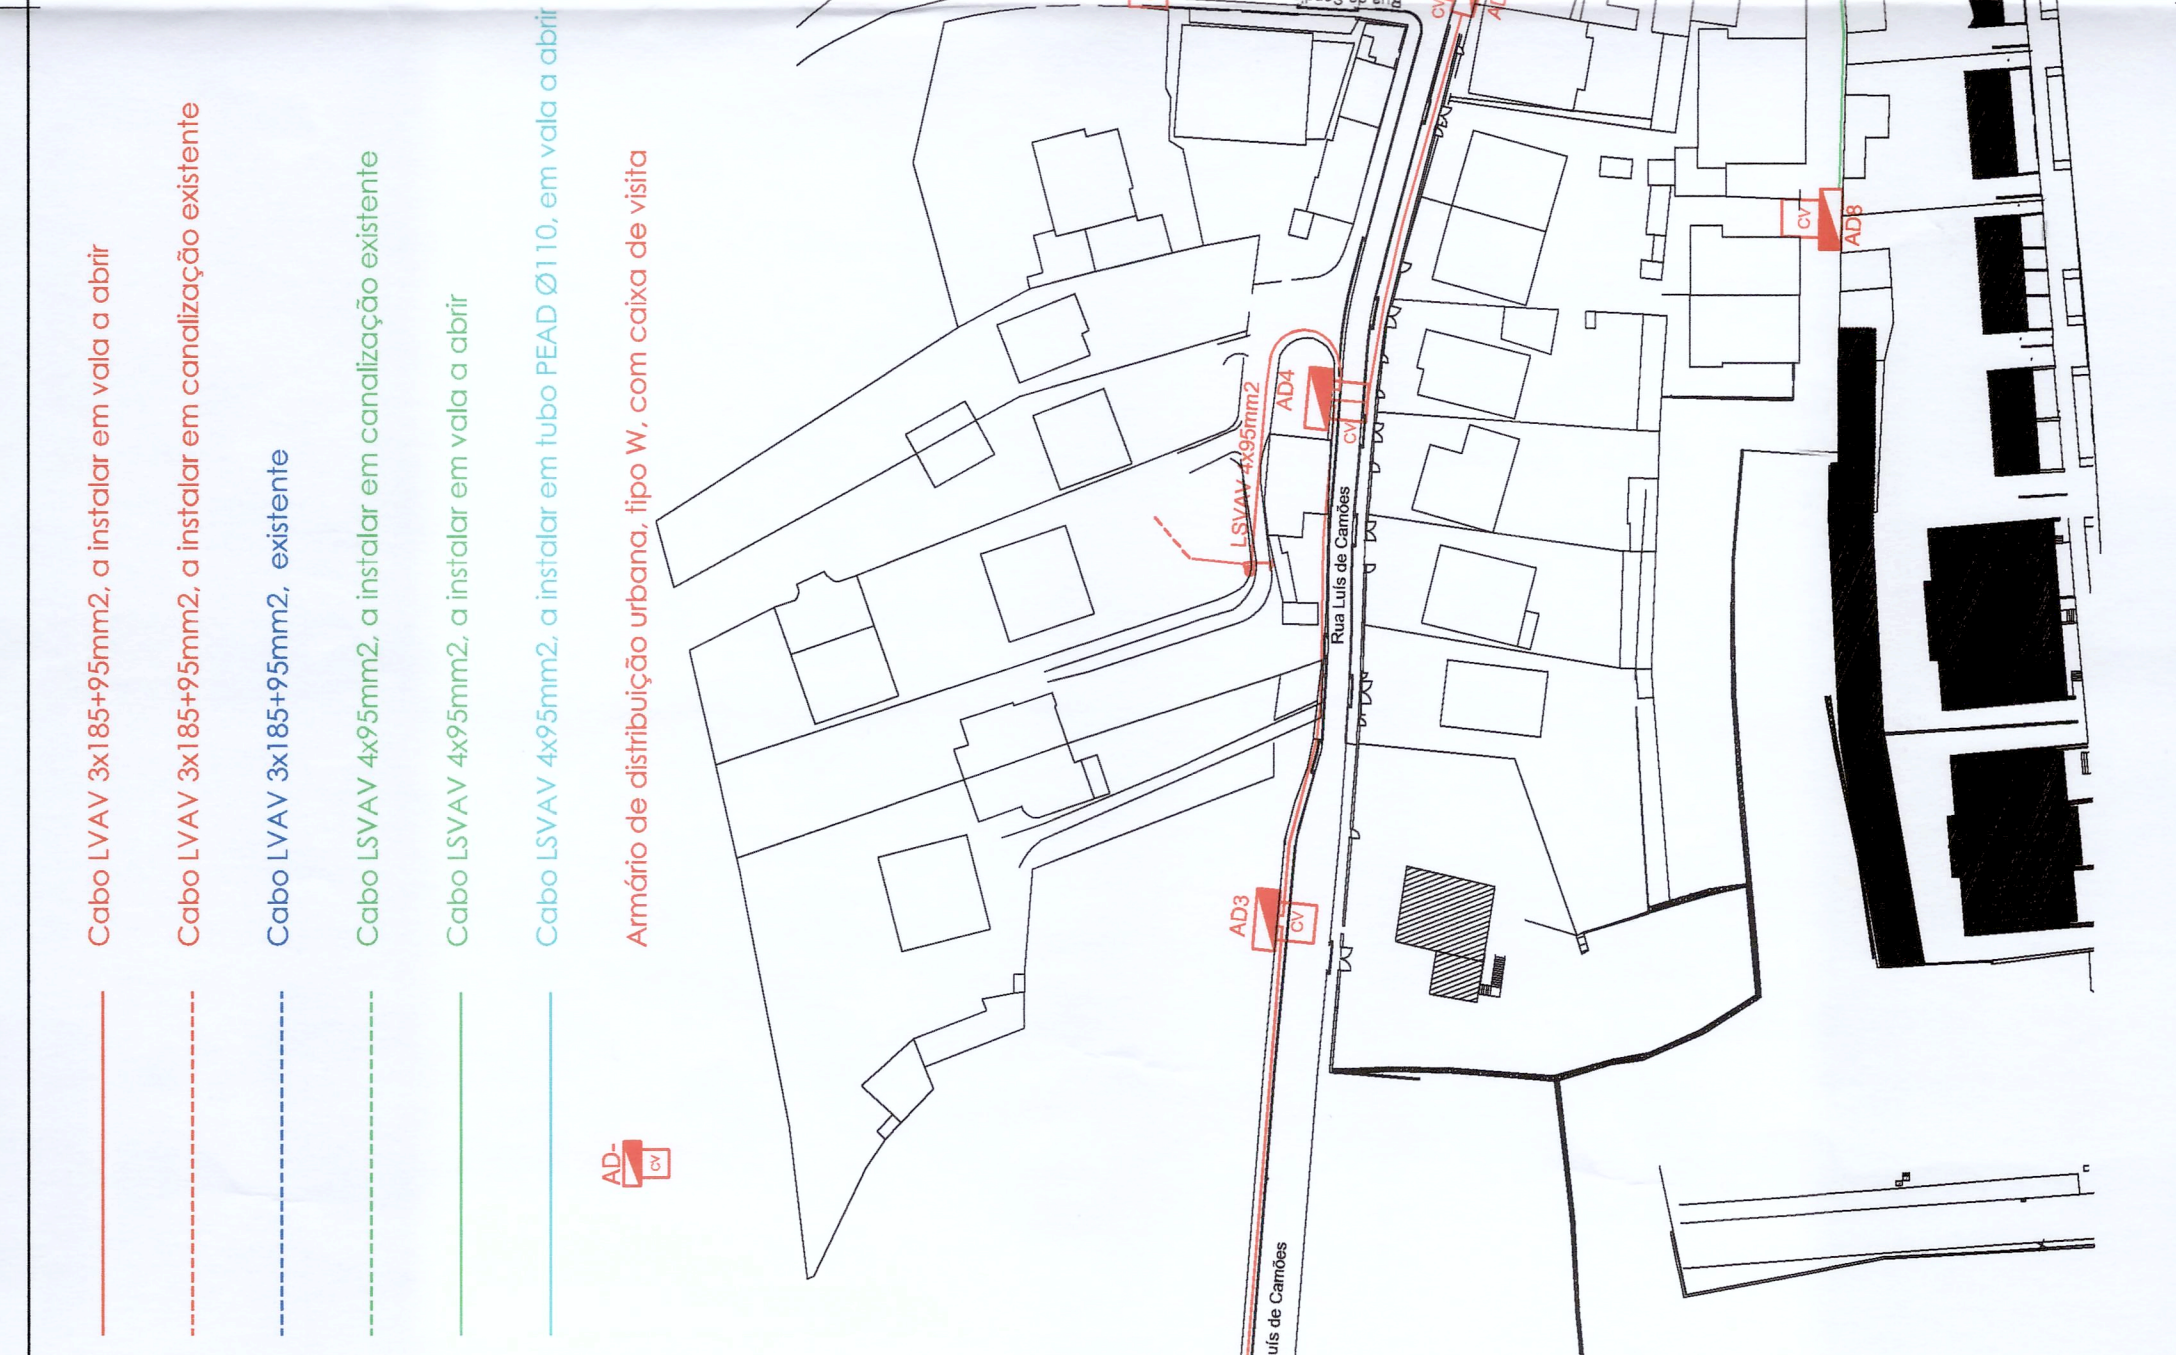 Cabo LVAV 3x185+95mm2, a instalar em vala a abrir
Cabo LVAV 3x185+95mm2, a instalar em canalização existente
Cabo LVAV 3x185+95mm2, existente
Cabo LSVAV 4x95mm2, a instalar em canalização existente
Cabo LSVAV 4x95mm2, a instalar em vala a abrir
Cabo LSVAV 4x95mm2, a instalar em tubo PEAD Ø110, em vala a abrir
AD-
CV
Armário de distribuição urbana, tipo W, com caixa de visita
AD3
CV
LSVAV 4x95mm2
AD4
CV
Rua Luís de Camões
uís de Camões
CV
CV
AD8